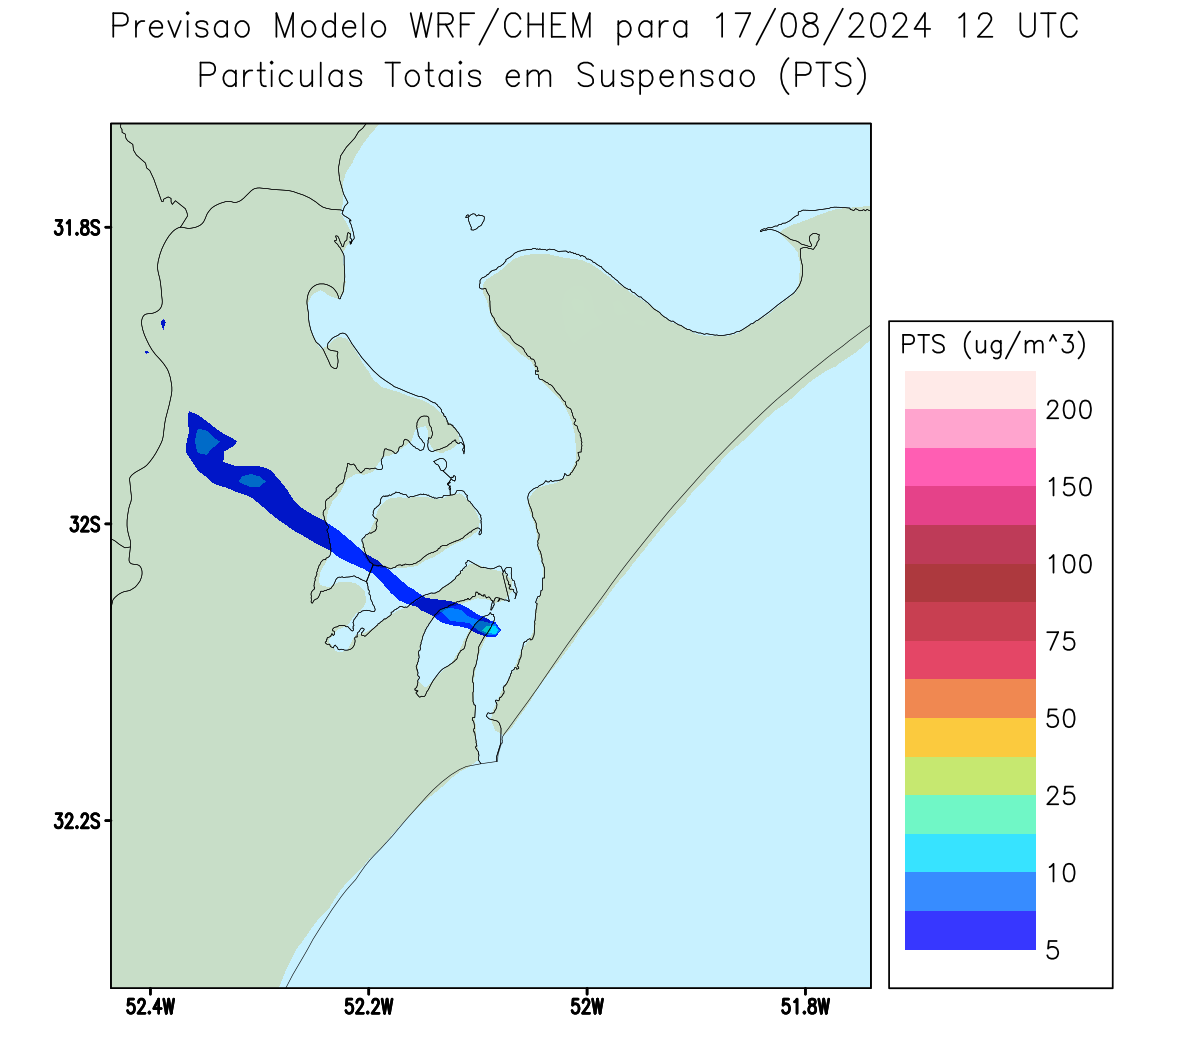 Previsao Modelo WRF/CHEM para 17/08/2024 12 UTC
Particulas Totais em Suspensao (PTS)
31.8S
32S
32.2S
52.4W
52.2W
52W
51.8W
PTS (ug/m^3)
200
150
100
75
50
25
10
5